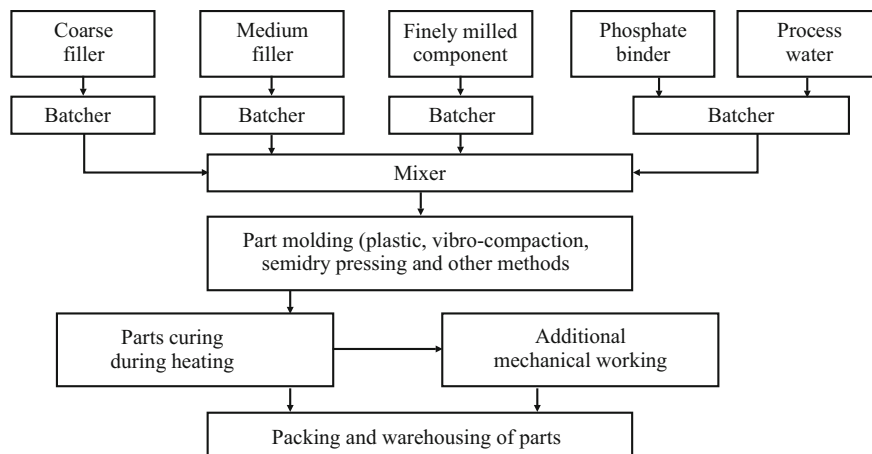 Coarse
filler
Medium
filler
Finely milled
component
Phosphate
binder
Process
water
Batcher
Batcher
Batcher
Batcher
Mixer
Part molding (plastic, vibro-compaction,
semidry pressing and other methods
Parts curing
during heating
Additional
mechanical working
Packing and warehousing of parts